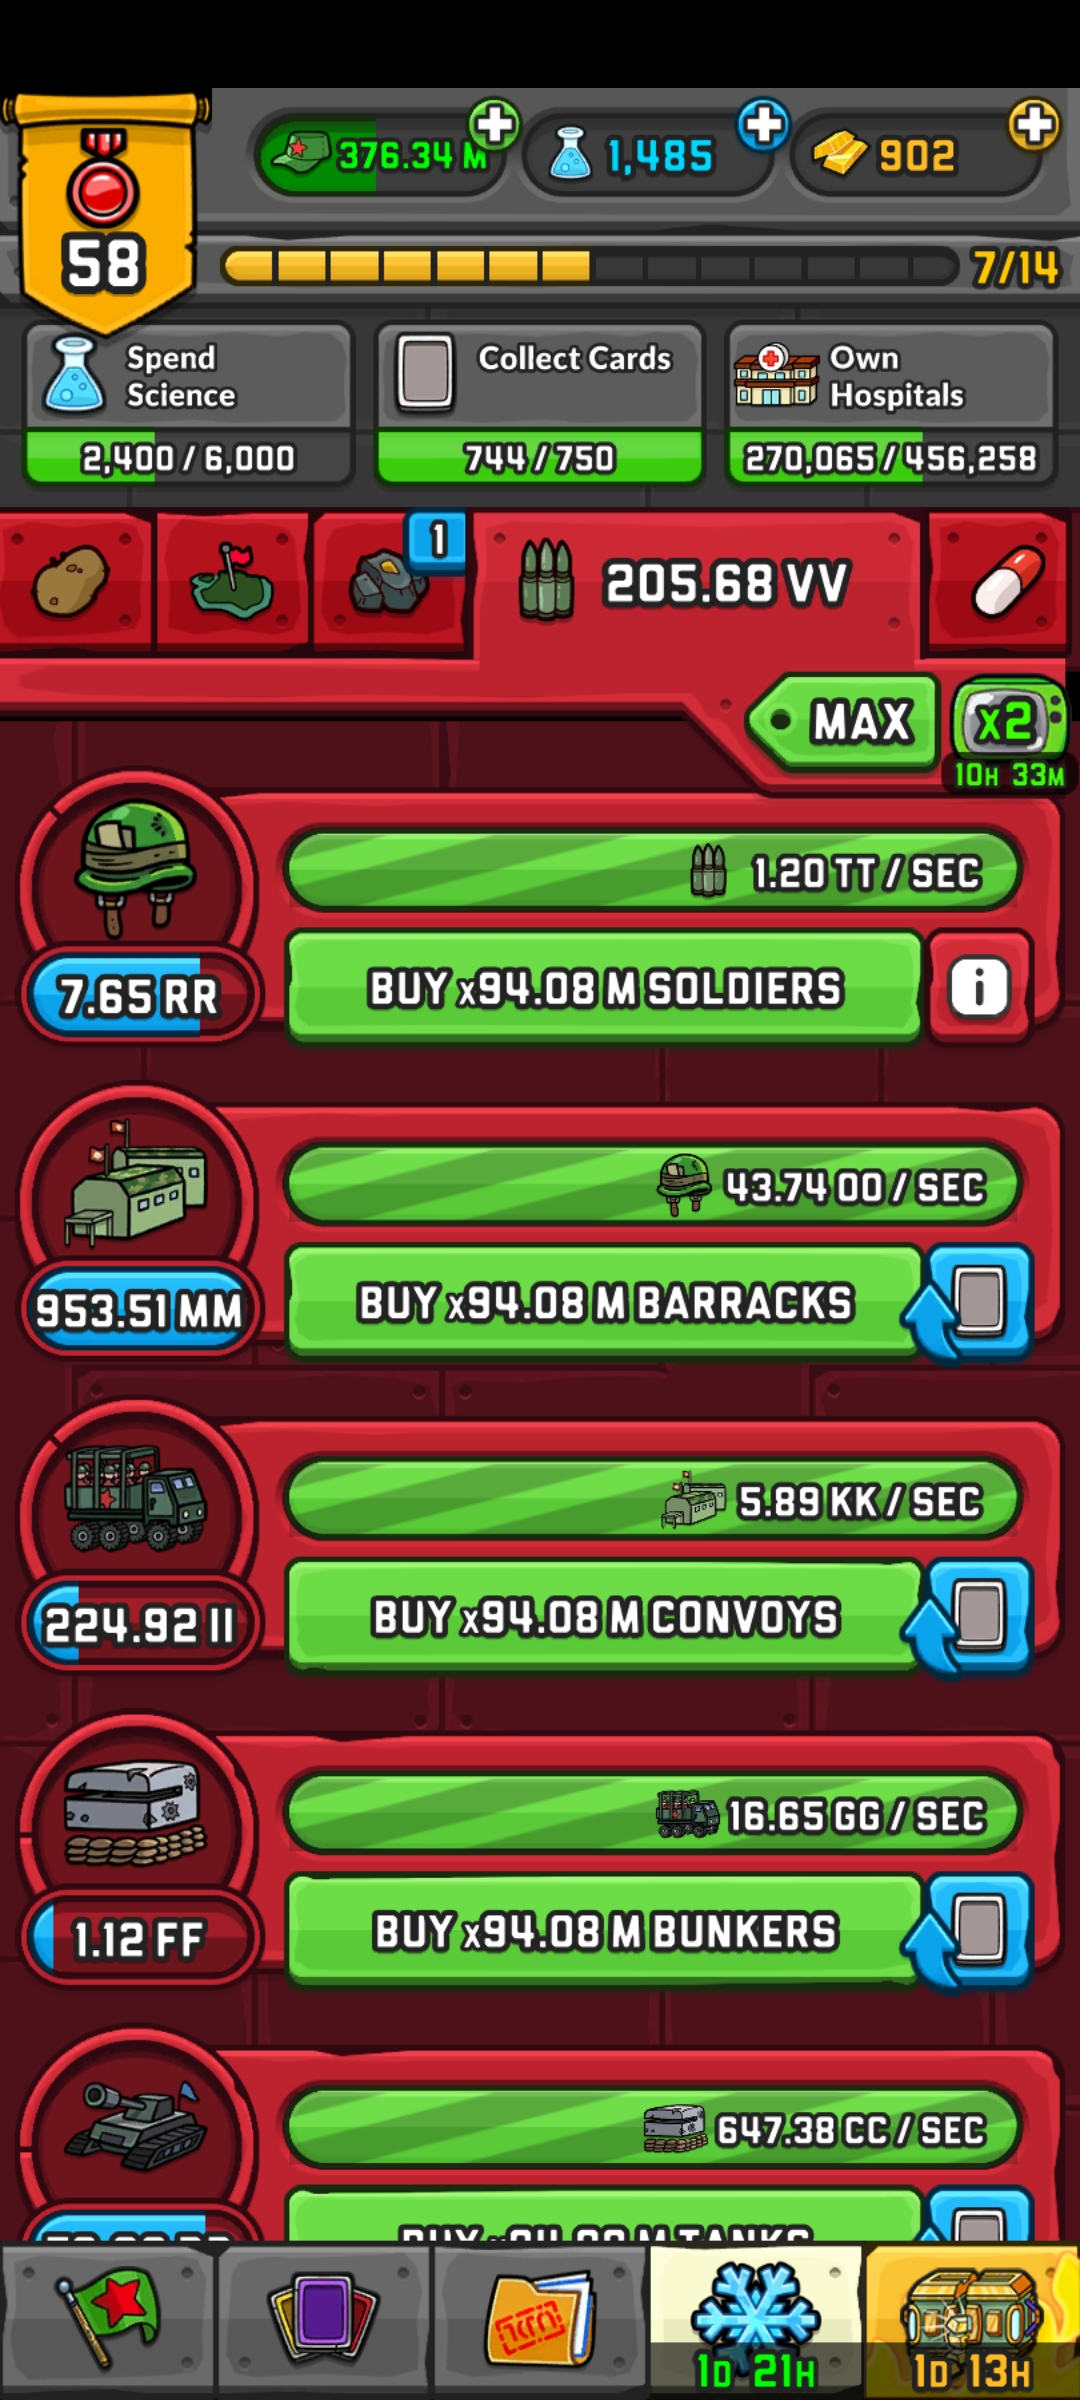 376.34 M
1,485
902
58
7/14
Spend
Science
Collect Cards
Own
Hospitals
2,400 / 6,000
744 / 750
270,065 / 456,258
1
205.68 VV
MAX
x2
10H 33M
1.20 TT / SEC
7.65 RR
BUY x94.08 M SOLDIERS
i
43.74 OO / SEC
953.51 MM
BUY x94.08 M BARRACKS
5.89 KK / SEC
224.92 II
BUY x94.08 M CONVOYS
16.65 GG / SEC
1.12 FF
BUY x94.08 M BUNKERS
647.38 CC / SEC
BUY x94.08 M TANKS
1D 21H
1D 13H